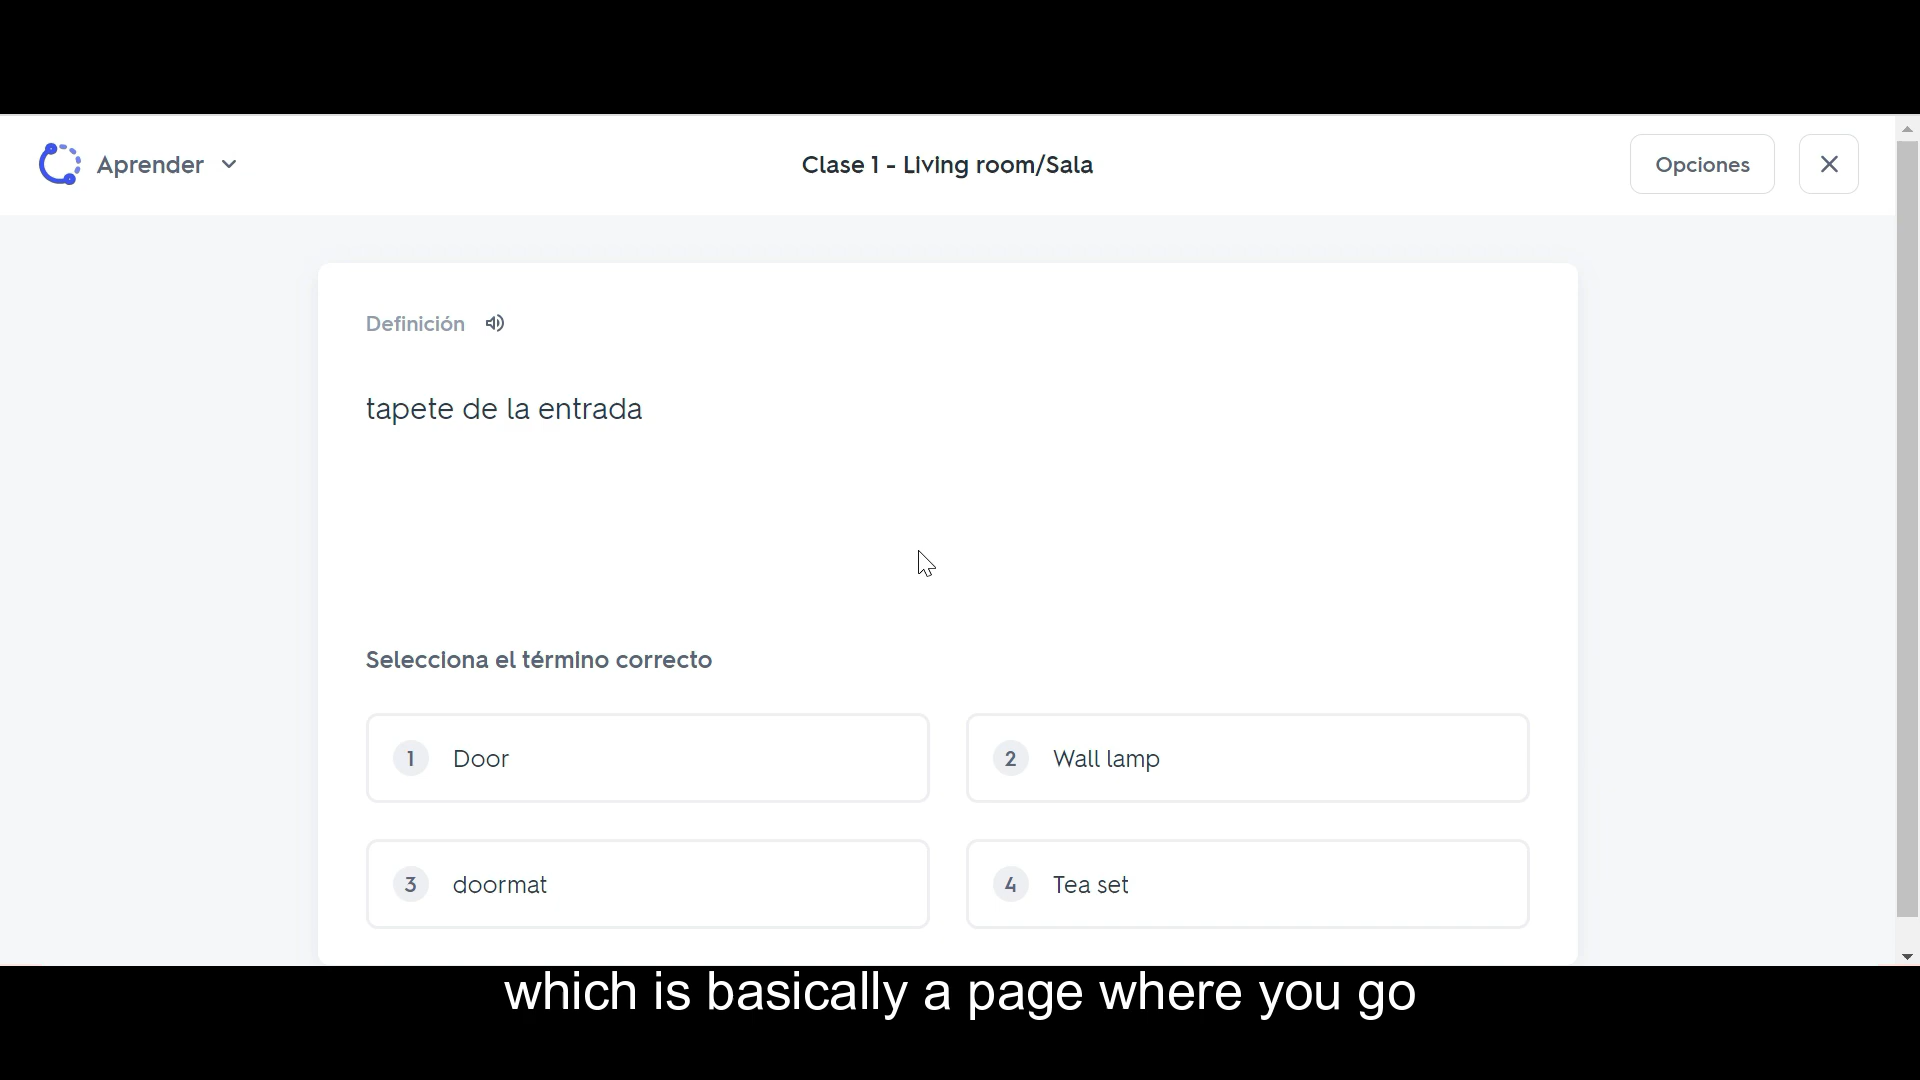 Aprender
Clase 1 - Living room/Sala
Opciones
Definición
tapete de la entrada
Selecciona el término correcto
1 Door
2 Wall lamp
3 doormat
4 Tea set
which is basically a page where you go